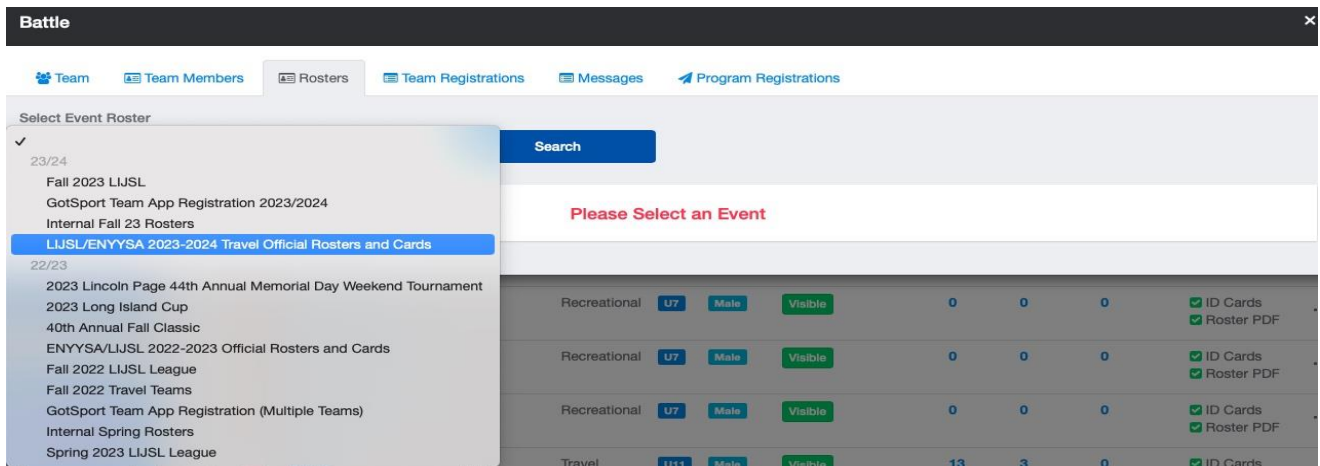 Battle ×
Team Team Members Rosters Team Registrations Messages Program Registrations
Select Event Roster
✓
Search
23/24
Fall 2023 LIJSL
GotSport Team App Registration 2023/2024
Internal Fall 23 Rosters
LIJSL/ENYYSA 2023-2024 Travel Official Rosters and Cards
22/23
2023 Lincoln Page 44th Annual Memorial Day Weekend Tournament
2023 Long Island Cup
40th Annual Fall Classic
ENYYSA/LIJSL 2022-2023 Official Rosters and Cards
Fall 2022 LIJSL League
Fall 2022 Travel Teams
GotSport Team App Registration (Multiple Teams)
Internal Spring Rosters
Spring 2023 LIJSL League
Please Select an Event
Recreational U7 Male Visible 0 0 0 ID Cards
Roster PDF
Recreational U7 Male Visible 0 0 0 ID Cards
Roster PDF
Recreational U7 Male Visible 0 0 0 ID Cards
Roster PDF
Travel U11 Male Visible 13 3 0 ID Cards